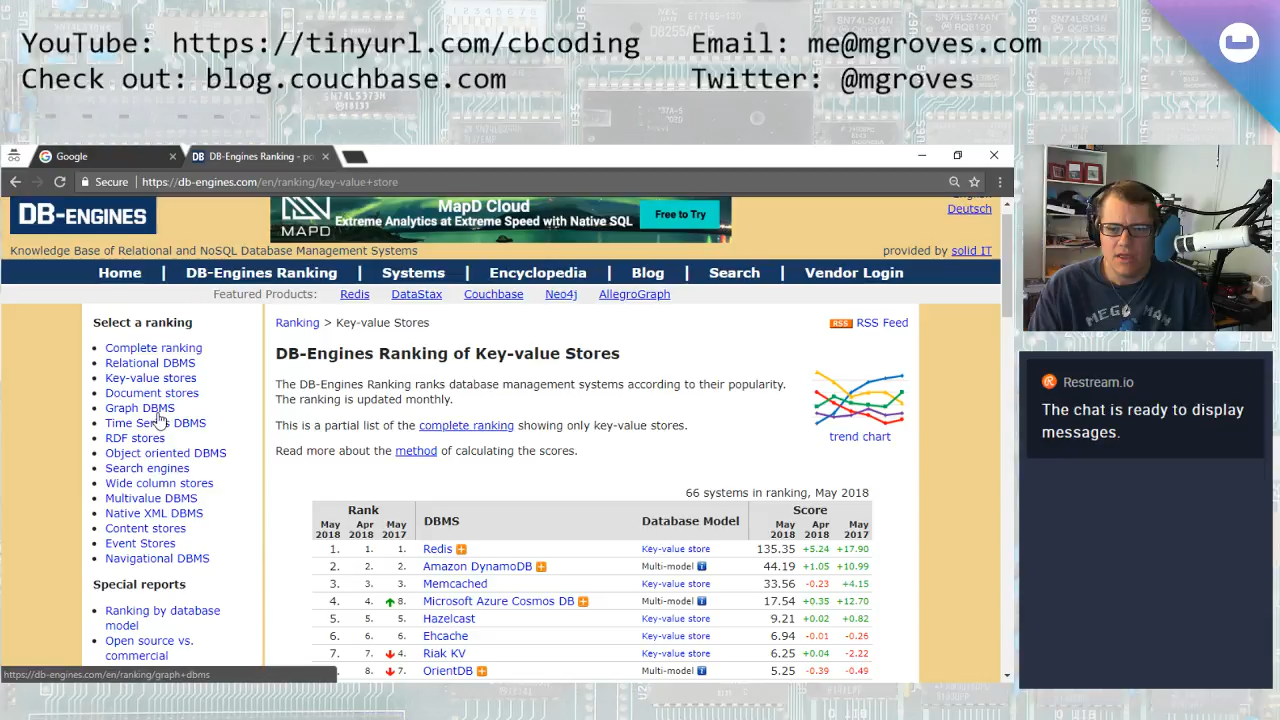 YouTube: https://tinyurl.com/cbcoding
Email: me@mgroves.com
Check out: blog.couchbase.com
Twitter: @mgroves
Google
DB-Engines Ranking - po
Secure
https://db-engines.com/en/ranking/key-value+store
DB-ENGINES
MAPD
MapD Cloud
Extreme Analytics at Extreme Speed with Native SQL
Free to Try
English
Deutsch
Knowledge Base of Relational and NoSQL Database Management Systems
provided by solid IT
Home | DB-Engines Ranking | Systems | Encyclopedia | Blog | Search | Vendor Login
Featured Products: Redis DataStax Couchbase Neo4j AllegroGraph
Select a ranking
Complete ranking
Relational DBMS
Key-value stores
Document stores
Graph DBMS
Time Series DBMS
RDF stores
Object oriented DBMS
Search engines
Wide column stores
Multivalue DBMS
Native XML DBMS
Content stores
Event Stores
Navigational DBMS
Special reports
Ranking by database
model
Open source vs.
commercial
https://db-engines.com/en/ranking/graph+dbms
Ranking > Key-value Stores
RSS RSS Feed
DB-Engines Ranking of Key-value Stores
The DB-Engines Ranking ranks database management systems according to their popularity.
The ranking is updated monthly.
This is a partial list of the complete ranking showing only key-value stores.
Read more about the method of calculating the scores.
trend chart
66 systems in ranking, May 2018
Rank DBMS Database Model Score
May 2018 Apr 2018 May 2017 May 2018 Apr 2018 May 2017
1. 1. 1. Redis Key-value store 135.35 +5.24 +17.90
2. 2. 2. Amazon DynamoDB Multi-model 44.19 +1.05 +10.99
3. 3. 3. Memcached Key-value store 33.56 -0.23 +4.15
4. 4. 8. Microsoft Azure Cosmos DB Multi-model 17.54 +0.35 +12.70
5. 5. 5. Hazelcast Key-value store 9.21 +0.02 +0.82
6. 6. 6. Ehcache Key-value store 6.94 -0.01 -0.26
7. 7. 4. Riak KV Key-value store 6.25 +0.04 -2.22
8. 7. OrientDB Multi-model 5.25 -0.39 -0.49
Restream.io
The chat is ready to display
messages.